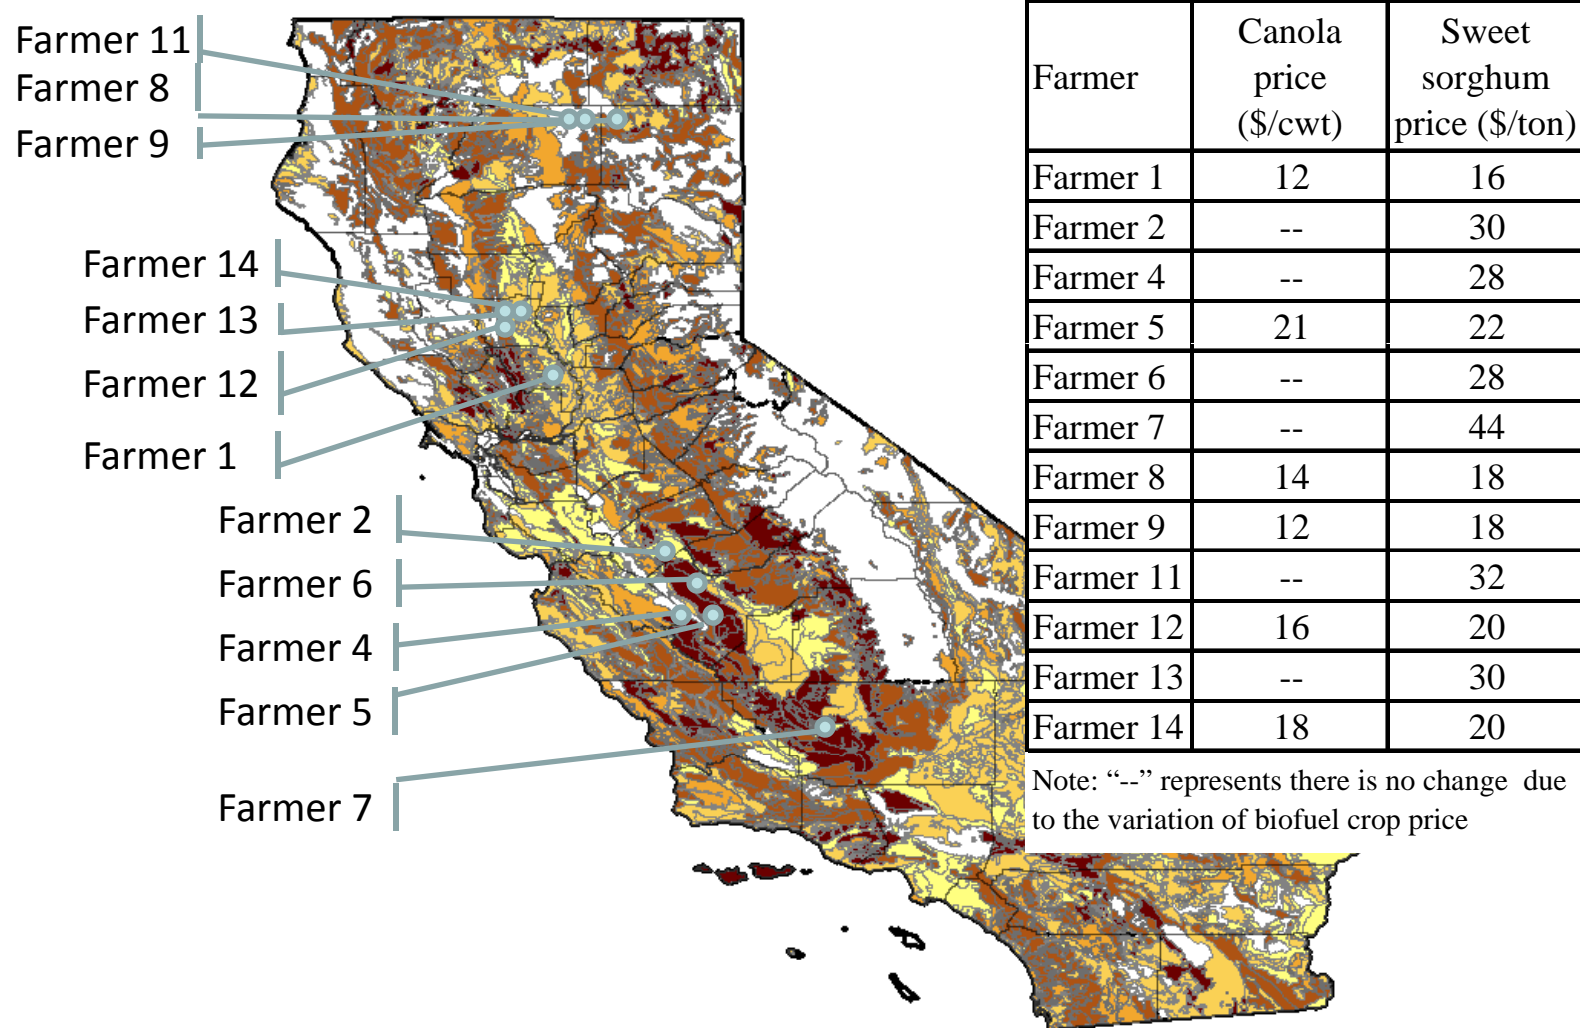 Farmer 11
Farmer 8
Farmer 9
Farmer 14
Farmer 13
Farmer 12
Farmer 1
Farmer 2
Farmer 6
Farmer 4
Farmer 5
Farmer 7
Farmer Canola price ($/cwt) Sweet sorghum price ($/ton)
Farmer 1 12 16
Farmer 2 -- 30
Farmer 4 -- 28
Farmer 5 21 22
Farmer 6 -- 28
Farmer 7 -- 44
Farmer 8 14 18
Farmer 9 12 18
Farmer 11 -- 32
Farmer 12 16 20
Farmer 13 -- 30
Farmer 14 18 20
Note: “--” represents there is no change due
to the variation of biofuel crop price